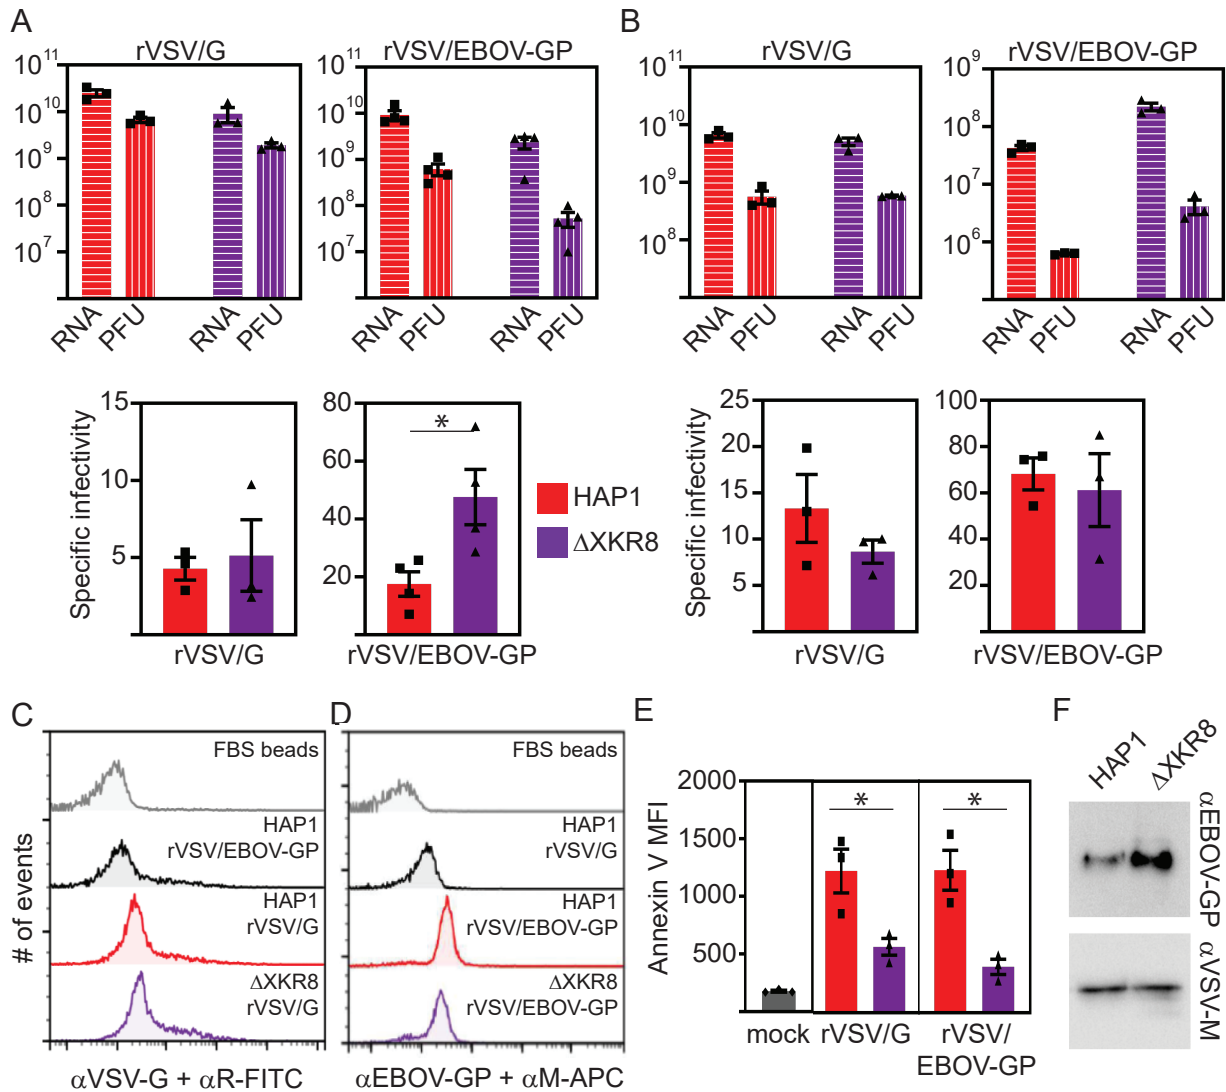 A
B
rVSV/G
rVSV/EBOV-GP
rVSV/G
rVSV/EBOV-GP
10^11
10^10
10^9
10^8
10^7
10^11
10^10
10^9
10^8
10^7
10^11
10^10
10^9
10^8
10^9
10^8
10^7
10^6
RNA
PFU
RNA
PFU
RNA
PFU
RNA
PFU
RNA
PFU
RNA
PFU
RNA
PFU
RNA
PFU
Specific infectivity
15
10
5
rVSV/G
80
60
40
20
*
rVSV/EBOV-GP
HAP1
ΔXKR8
Specific infectivity
25
20
15
10
5
rVSV/G
100
80
60
40
20
rVSV/EBOV-GP
C
# of events
FBS beads
HAP1
rVSV/EBOV-GP
HAP1
rVSV/G
ΔXKR8
rVSV/G
αVSV-G + αR-FITC
D
FBS beads
HAP1
rVSV/G
HAP1
rVSV/EBOV-GP
ΔXKR8
rVSV/EBOV-GP
αEBOV-GP + αM-APC
E
Annexin V MFI
2000
1500
1000
500
*
*
mock
rVSV/G
rVSV/
EBOV-GP
F
HAP1
ΔXKR8
αEBOV-GP
αVSV-M